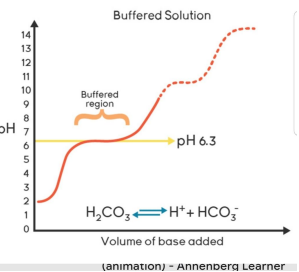 Buffered Solution
14
13
12
11
10
9
8
7
6
5
4
3
2
1
0
pH
Buffered
region
pH 6.3
H₂CO₃ ⇌ H⁺ + HCO₃⁻
Volume of base added
(animation) - Annenberg Learner